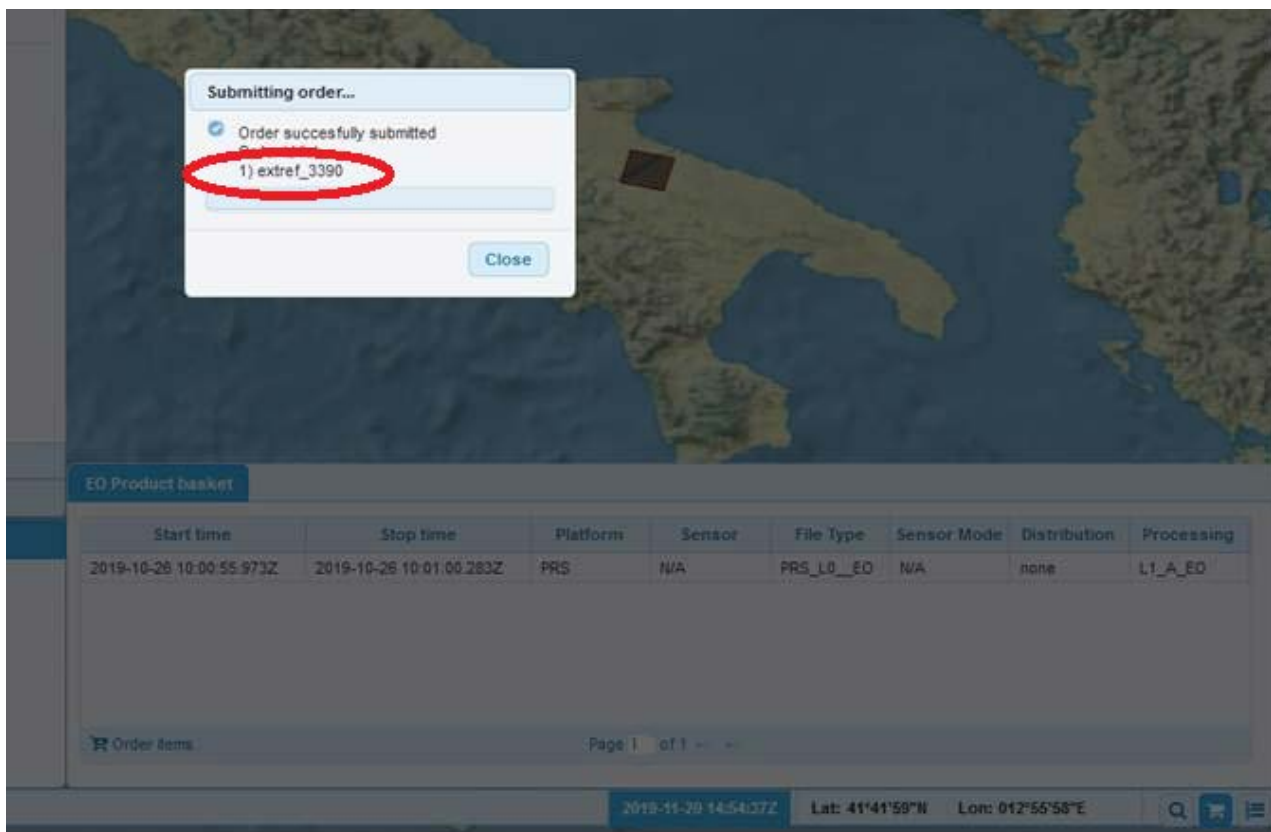 Submitting order...
Order succesfully submitted
1) extref_3390
Close
EO Product basket
Start time Stop time Platform Sensor File Type Sensor Mode Distribution Processing
2019-10-26 10:00:55.973Z 2019-10-26 10:01:00.283Z PRS N/A PRS_L0__EO N/A none L1_A_EO
Order items
Page 1 of 1
2019-11-20 14:54:37Z Lat: 41°41'59"N Lon: 012°55'58"E